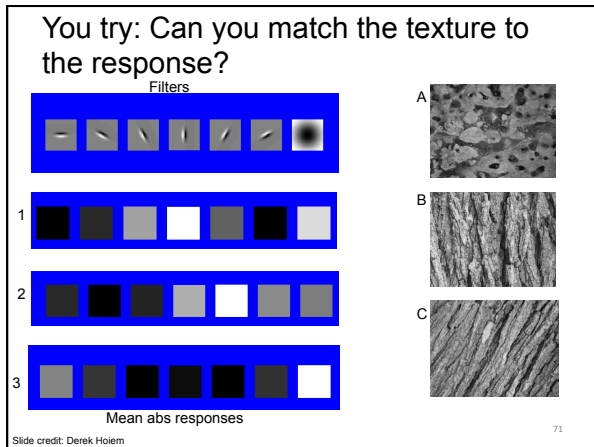 You try: Can you match the texture to
the response?
Filters
A
1
B
2
C
3
Mean abs responses
Slide credit: Derek Hoiem
71